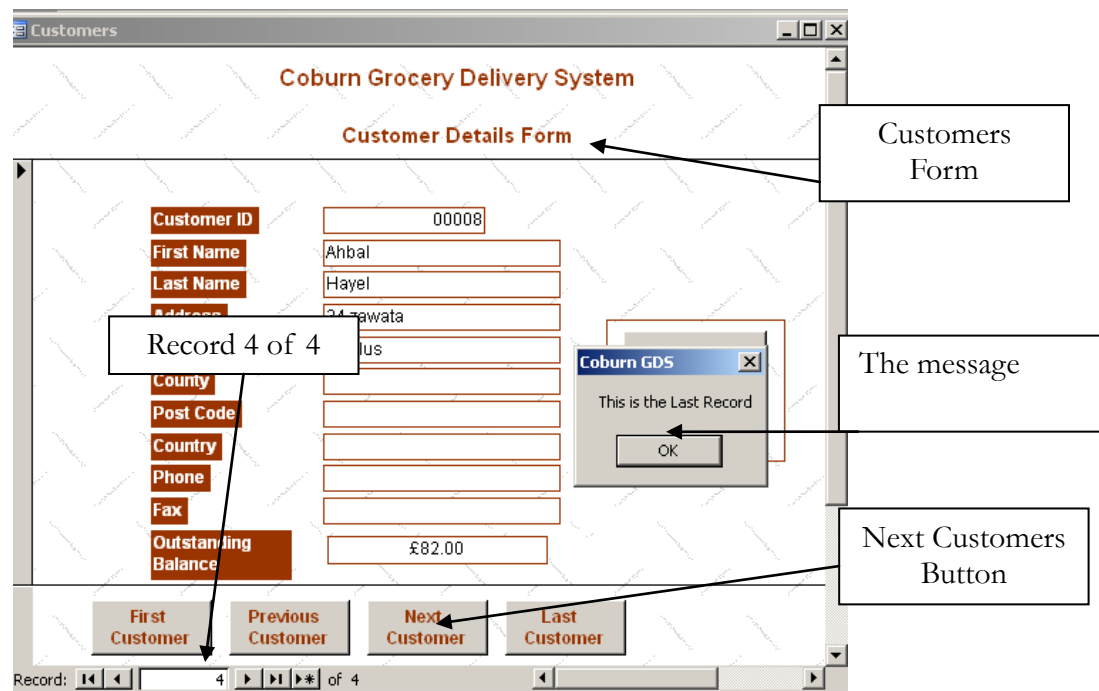 Customers
Coburn Grocery Delivery System
Customer Details Form
Customers
Form
Customer ID
00008
First Name
Ahbal
Last Name
Hayel
Address
zawata
Record 4 of 4
County
Post Code
Country
Phone
Fax
Outstanding
Balance
£82.00
Coburn GDS
This is the Last Record
OK
The message
Next Customers
Button
First
Customer
Previous
Customer
Next
Customer
Last
Customer
Record:
4
of 4